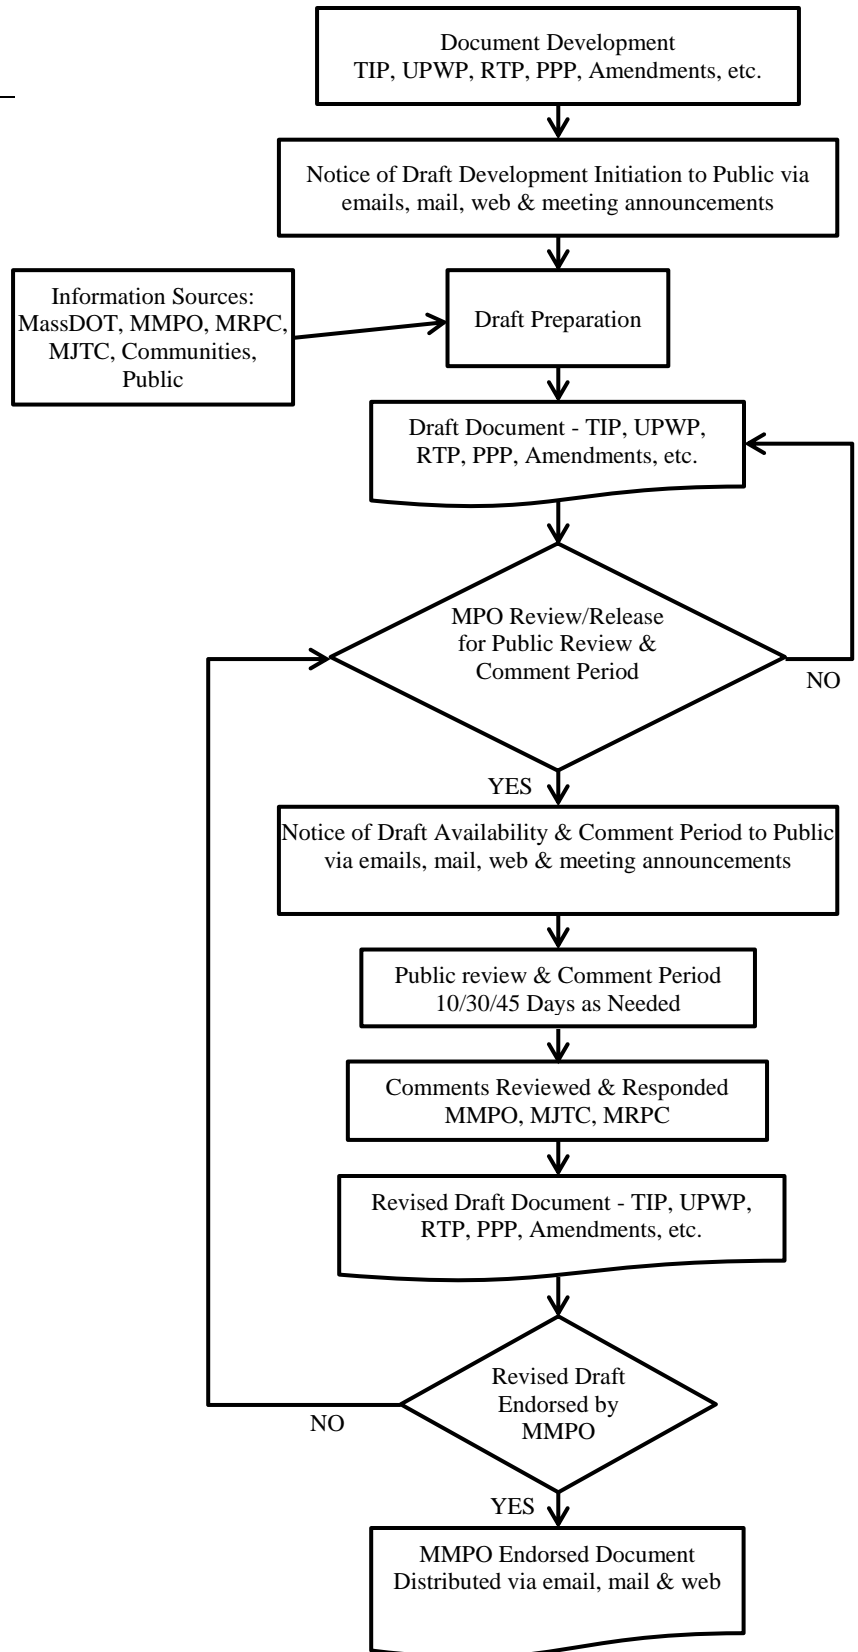 Document Development
TIP, UPWP, RTP, PPP, Amendments, etc.
Notice of Draft Development Initiation to Public via
emails, mail, web & meeting announcements
Information Sources:
MassDOT, MMPO, MRPC,
MJTC, Communities,
Public
Draft Preparation
Draft Document - TIP, UPWP,
RTP, PPP, Amendments, etc.
MPO Review/Release
for Public Review &
Comment Period
NO
YES
Notice of Draft Availability & Comment Period to Public
via emails, mail, web & meeting announcements
Public review & Comment Period
10/30/45 Days as Needed
Comments Reviewed & Responded
MMPO, MJTC, MRPC
Revised Draft Document - TIP, UPWP,
RTP, PPP, Amendments, etc.
Revised Draft
Endorsed by
MMPO
NO
YES
MMPO Endorsed Document
Distributed via email, mail & web